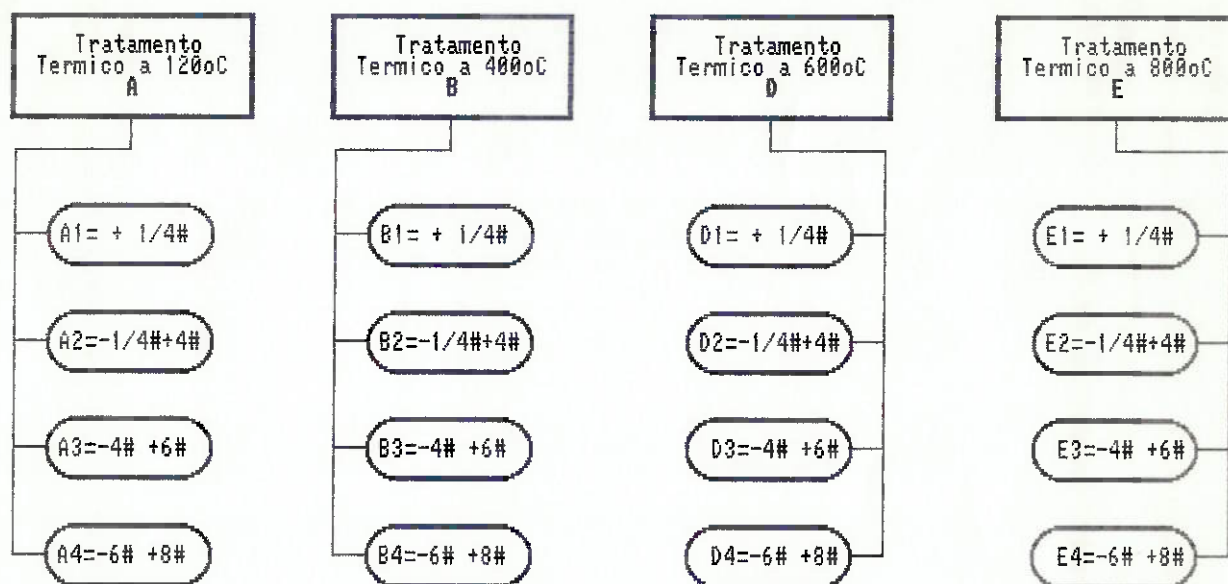 Tratamento
Termico a 120oC
A
A1= + 1/4#
A2=-1/4#+4#
A3=-4# +6#
A4=-6# +8#
Tratamento
Termico a 400oC
B
B1= + 1/4#
B2=-1/4#+4#
B3=-4# +6#
B4=-6# +8#
Tratamento
Termico a 600oC
D
D1= + 1/4#
D2=-1/4#+4#
D3=-4# +6#
D4=-6# +8#
Tratamento
Termico a 800oC
E
E1= + 1/4#
E2=-1/4#+4#
E3=-4# +6#
E4=-6# +8#